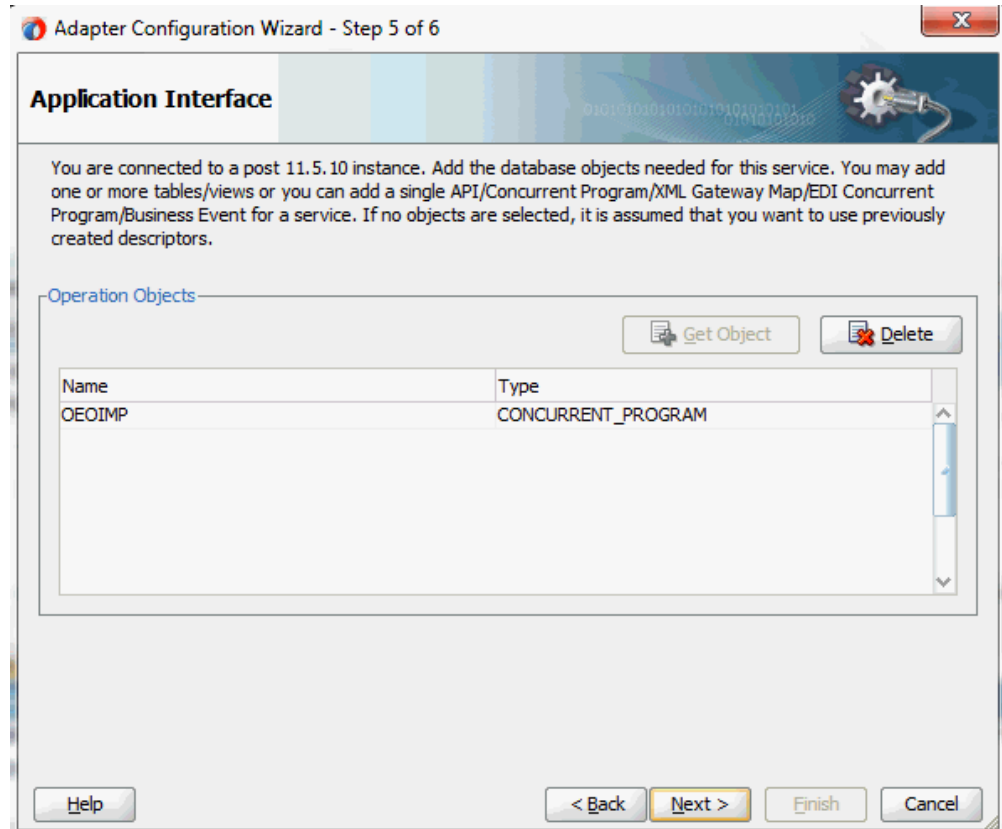 Adapter Configuration Wizard - Step 5 of 6
Application Interface
You are connected to a post 11.5.10 instance. Add the database objects needed for this service. You may add
one or more tables/views or you can add a single API/Concurrent Program/XML Gateway Map/EDI Concurrent
Program/Business Event for a service. If no objects are selected, it is assumed that you want to use previously
created descriptors.
Operation Objects
Get Object
Delete
Name Type
OEOIMP CONCURRENT_PROGRAM
Help
< Back
Next >
Finish
Cancel